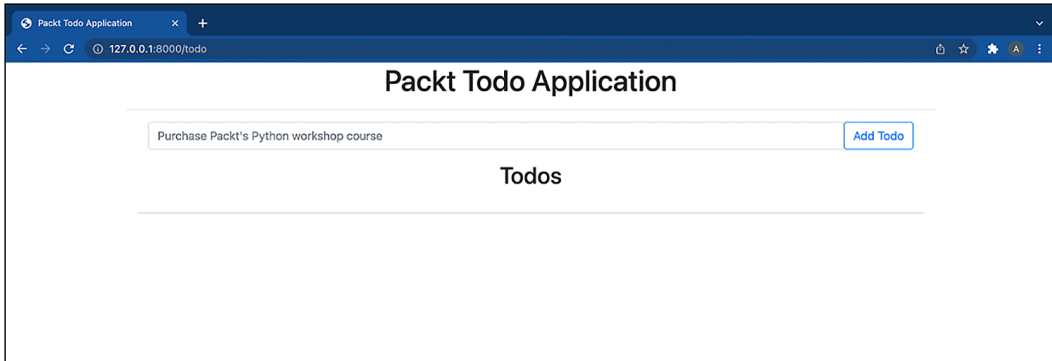 Packt Todo Application
127.0.0.1:8000/todo
A
Packt Todo Application
Purchase Packt's Python workshop course
Add Todo
Todos